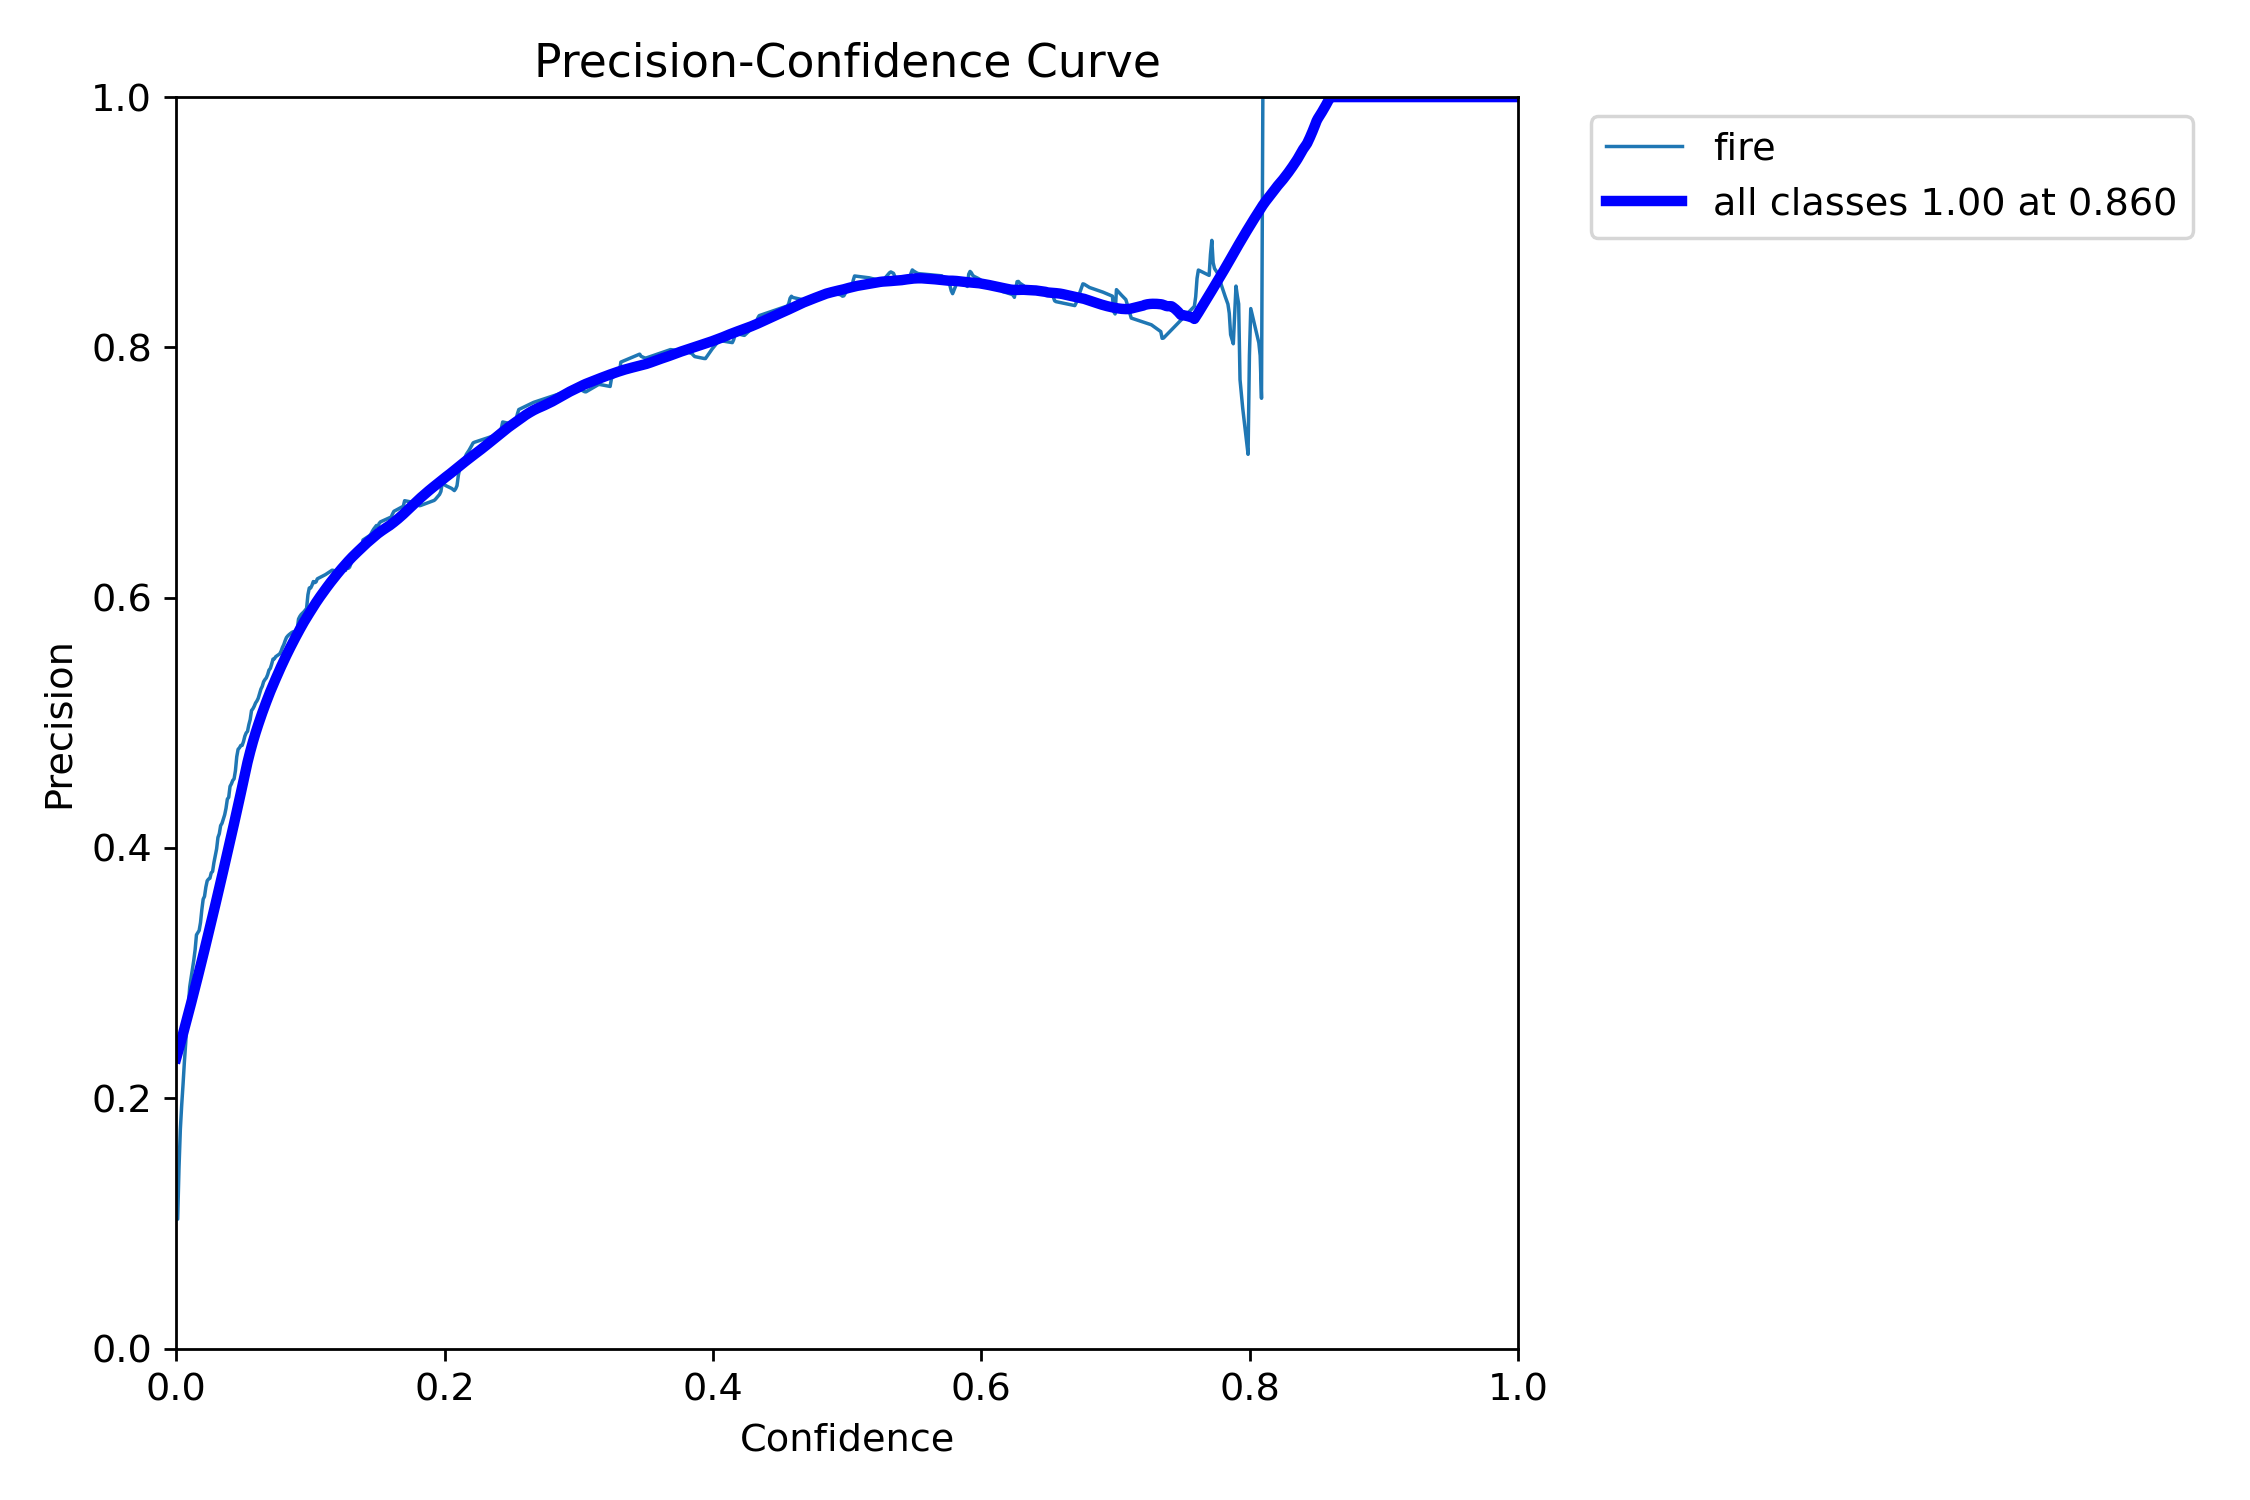 Precision-Confidence Curve
1.0
0.8
0.6
0.4
0.2
0.0
Precision
0.0 0.2 0.4 0.6 0.8 1.0
Confidence
fire
all classes 1.00 at 0.860